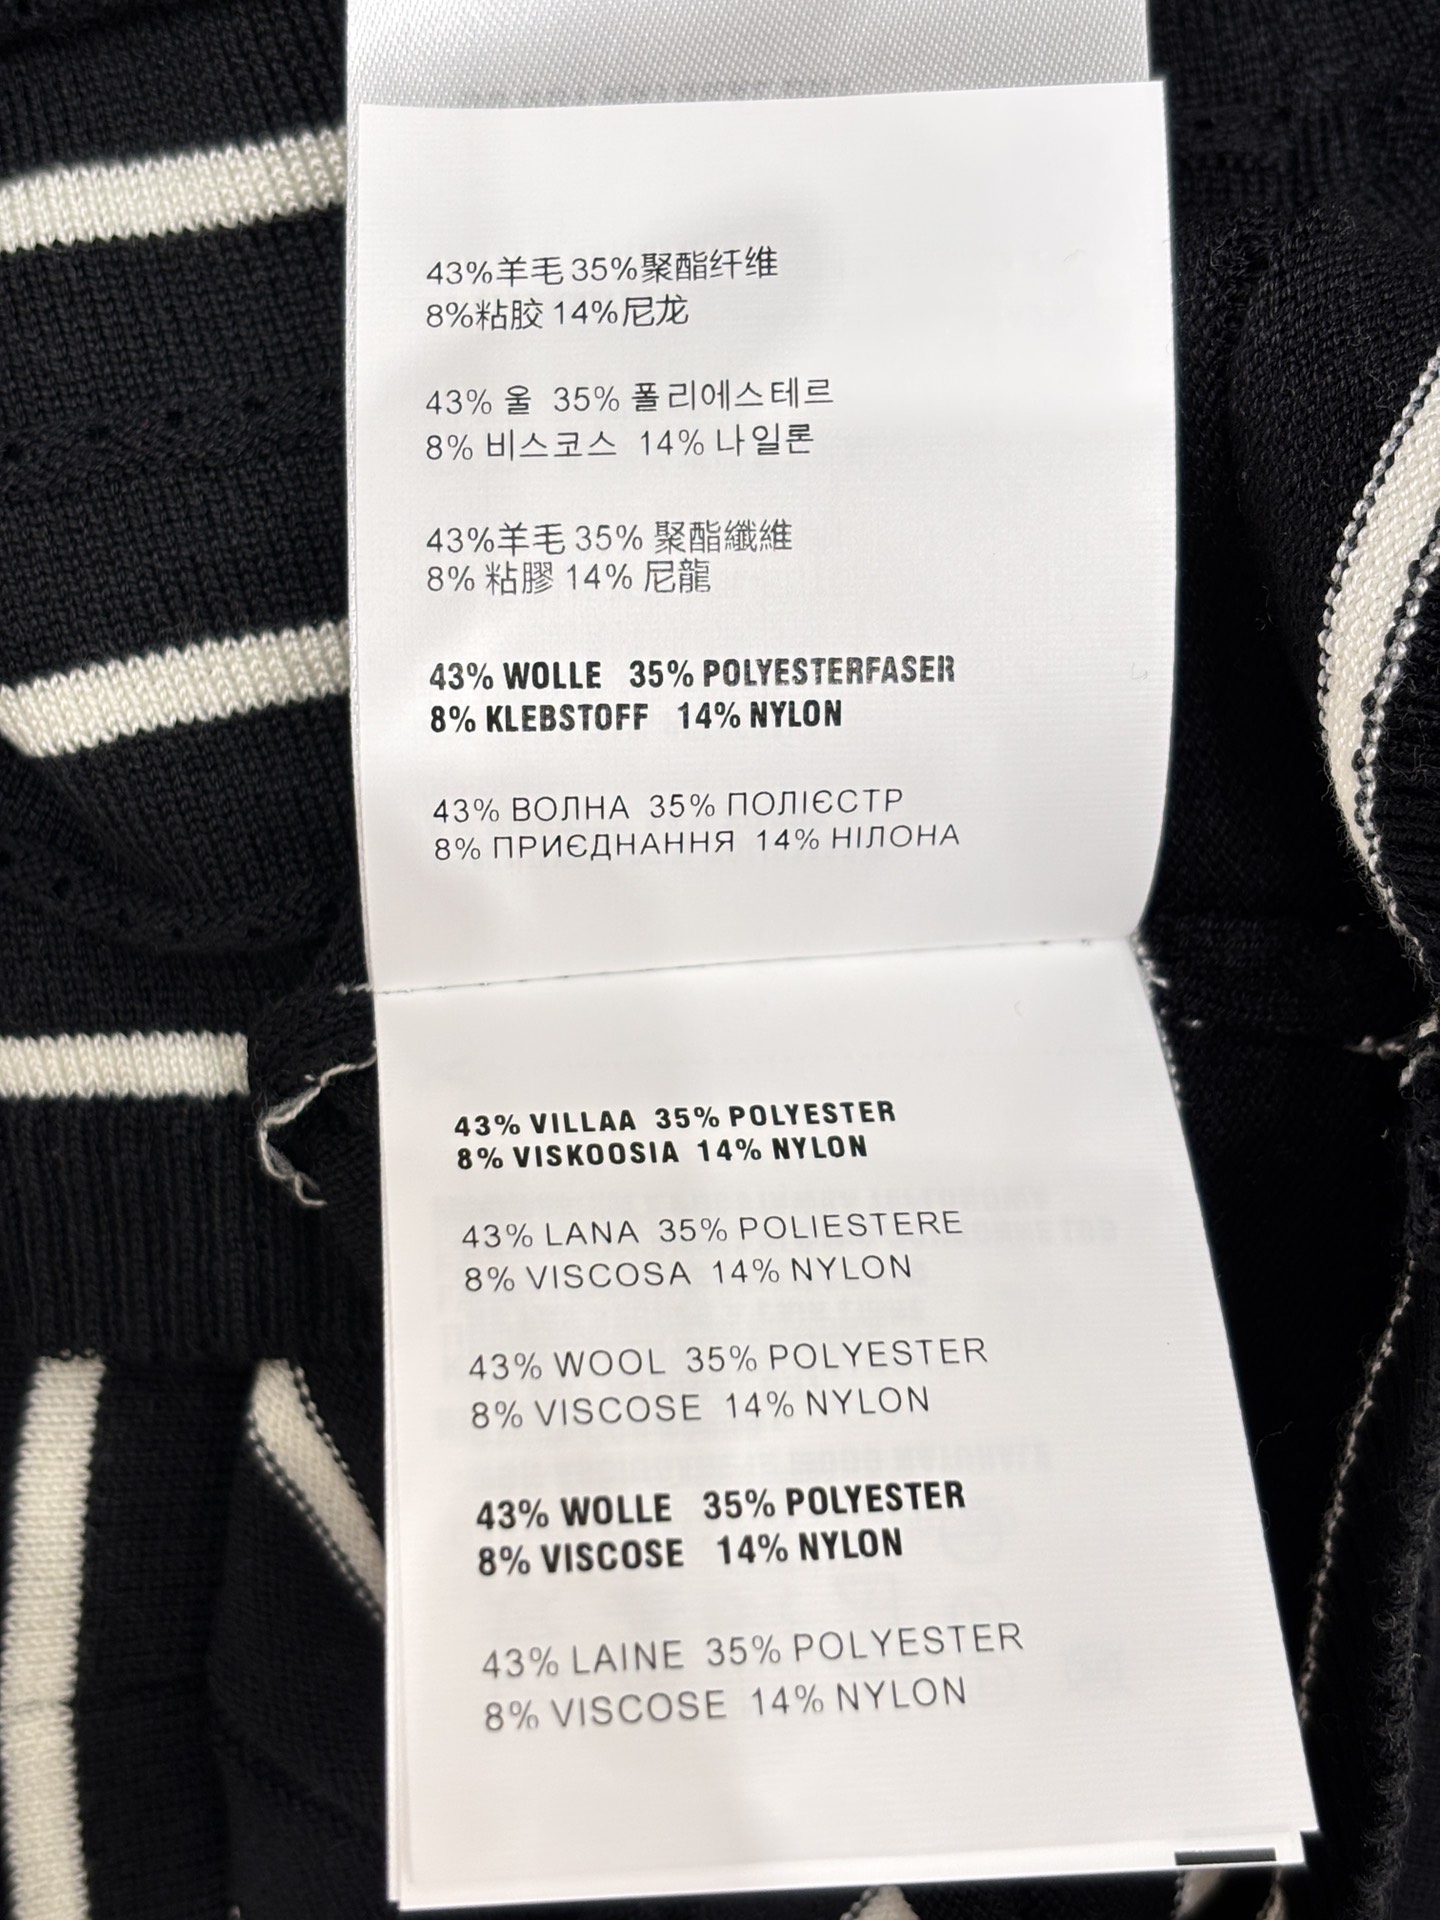 43%羊毛 35%聚酯纤维
8%粘胶 14%尼龙
43% 울 35% 폴리에스테르
8% 비스코스 14% 나일론
43%羊毛 35% 聚酯纖維
8% 粘膠 14% 尼龍
43% WOLLE 35% POLYESTERFASER
8% KLEBSTOFF 14% NYLON
43% ВОЛНА 35% ПОЛІЄСТР
8% ПРИЄДНАННЯ 14% НІЛОНА
43% VILLAA 35% POLYESTER
8% VISKOOSIA 14% NYLON
43% LANA 35% POLIESTERE
8% VISCOSA 14% NYLON
43% WOOL 35% POLYESTER
8% VISCOSE 14% NYLON
43% WOLLE 35% POLYESTER
8% VISCOSE 14% NYLON
43% LAINE 35% POLYESTER
8% VISCOSE 14% NYLON